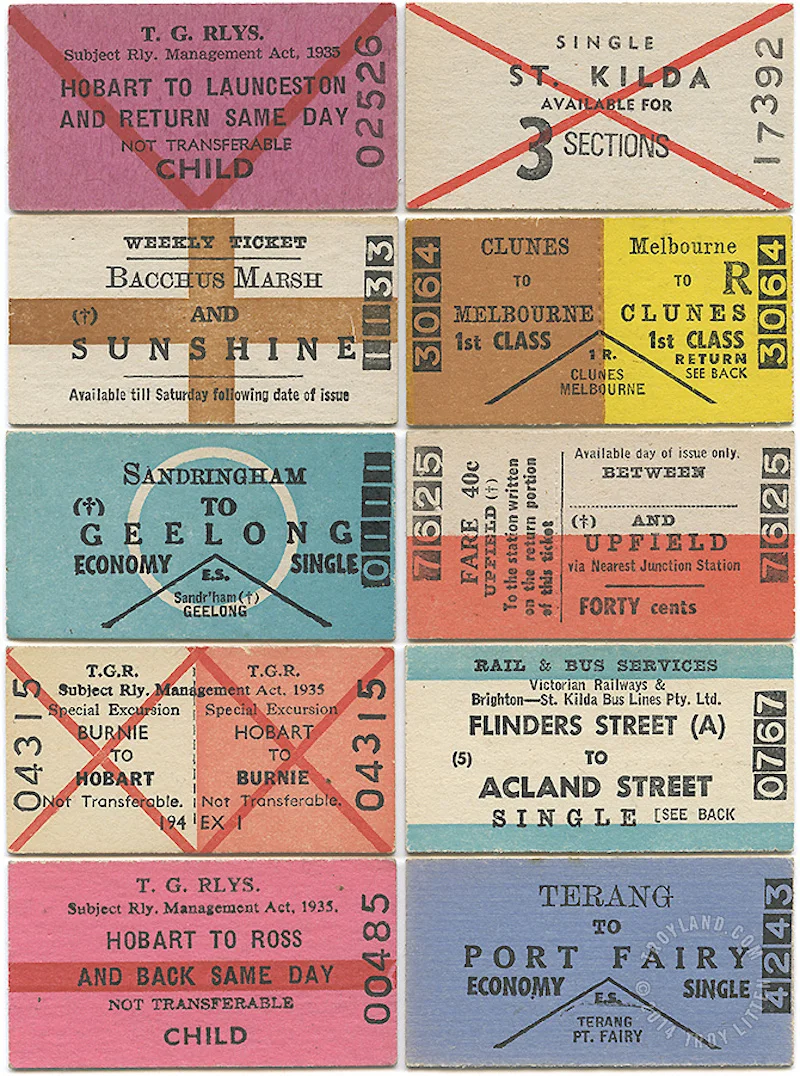 T. G. RLYS.
Subject Rly. Management Act, 1935
HOBART TO LAUNCESTON
AND RETURN SAME DAY
NOT TRANSFERABLE
CHILD
02526
SINGLE
ST. KILDA
AVAILABLE FOR
3 SECTIONS
17392
WEEKLY TICKET
BACCHUS MARSH
(†) AND
SUNSHINE
Available till Saturday following date of issue
1133
3064
CLUNES
TO
MELBOURNE
1st CLASS
Melbourne
TO R
CLUNES
1st CLASS
RETURN
SEE BACK
1 R.
CLUNES
MELBOURNE
3064
SANDRINGHAM
(†) TO
GEELONG
ECONOMY SINGLE
E.S.
Sandr'ham (†)
GEELONG
0111
7625
FARE 40c
UPFIELD (†)
To the station written
on the return portion
of this ticket
Available day of issue only.
BETWEEN
(†) AND
UPFIELD
via Nearest Junction Station
FORTY cents
7625
04315
T.G.R. T.G.R.
Subject Rly. Management Act. 1935
Special Excursion Special Excursion
BURNIE HOBART
TO TO
HOBART BURNIE
Not Transferable. Not Transferable.
194 EX 1
04315
RAIL & BUS SERVICES
Victorian Railways &
Brighton—St. Kilda Bus Lines Pty. Ltd.
FLINDERS STREET (A)
(5) TO
ACLAND STREET
SINGLE [SEE BACK
0767
T. G. RLYS.
Subject Rly. Management Act, 1935.
HOBART TO ROSS
AND BACK SAME DAY
NOT TRANSFERABLE
CHILD
00485
TERANG
TO
PORT FAIRY
ECONOMY SINGLE
E.S.
TERANG
PT. FAIRY
4243
TROYLAND.COM
© 2014 TROY LITTEN